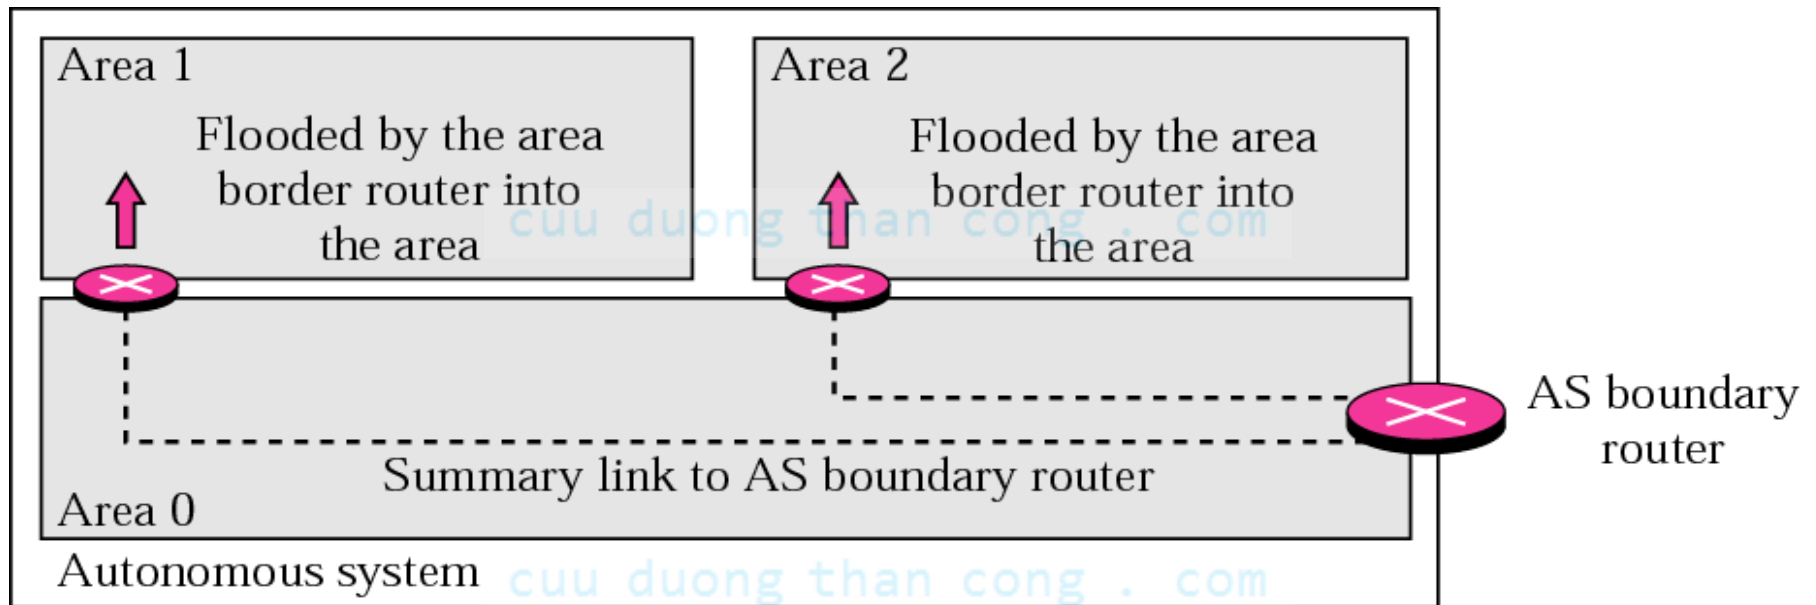 Area 1
Flooded by the area
border router into
the area
Area 2
Flooded by the area
border router into
the area
cuu duong than cong . com
AS boundary
router
Summary link to AS boundary router
Area 0
Autonomous system
cuu duong than cong . com